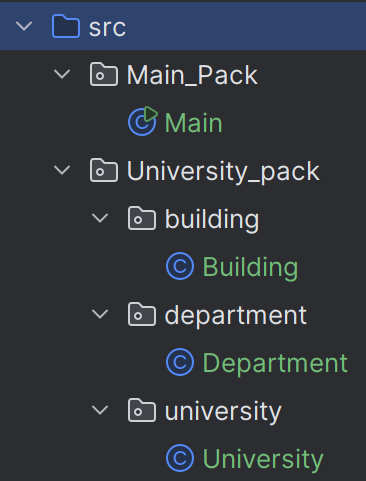 src
Main_Pack
Main
University_pack
building
Building
department
Department
university
University